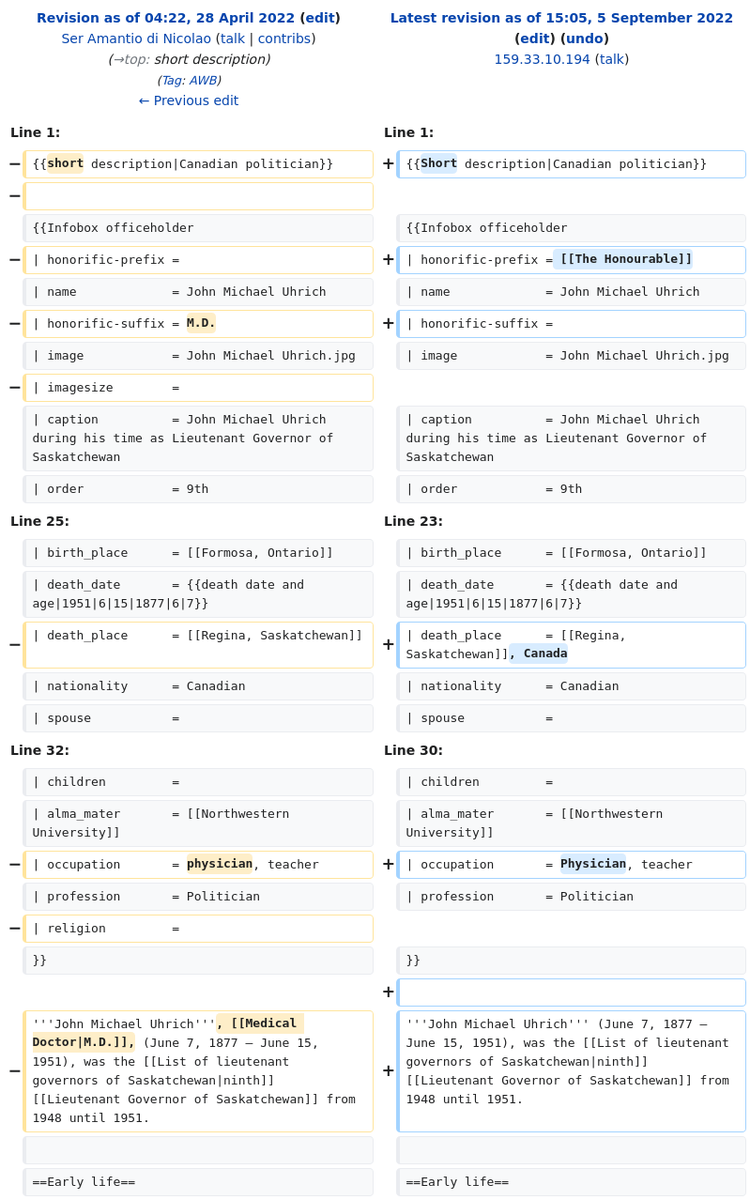 Revision as of 04:22, 28 April 2022 (edit)
Ser Amantio di Nicolao (talk | contribs)
(→top: short description)
(Tag: AWB)
← Previous edit
Latest revision as of 15:05, 5 September 2022
(edit) (undo)
159.33.10.194 (talk)
Line 1:
Line 1:
− {{short description|Canadian politician}}
+ {{Short description|Canadian politician}}
−
{{Infobox officeholder
{{Infobox officeholder
− | honorific-prefix =
+ | honorific-prefix = [[The Honourable]]
| name = John Michael Uhrich
| name = John Michael Uhrich
− | honorific-suffix = M.D.
+ | honorific-suffix =
| image = John Michael Uhrich.jpg
| image = John Michael Uhrich.jpg
− | imagesize =
| caption = John Michael Uhrich
during his time as Lieutenant Governor of
Saskatchewan
| caption = John Michael Uhrich
during his time as Lieutenant Governor of
Saskatchewan
| order = 9th
| order = 9th
Line 25:
Line 23:
| birth_place = [[Formosa, Ontario]]
| birth_place = [[Formosa, Ontario]]
| death_date = {{death date and
age|1951|6|15|1877|6|7}}
| death_date = {{death date and
age|1951|6|15|1877|6|7}}
− | death_place = [[Regina, Saskatchewan]]
+ | death_place = [[Regina,
Saskatchewan]], Canada
| nationality = Canadian
| nationality = Canadian
| spouse =
| spouse =
Line 32:
Line 30:
| children =
| children =
| alma_mater = [[Northwestern
University]]
| alma_mater = [[Northwestern
University]]
− | occupation = physician, teacher
+ | occupation = Physician, teacher
| profession = Politician
| profession = Politician
− | religion =
}}
}}
+
− '''John Michael Uhrich''', [[Medical
Doctor|M.D.]], (June 7, 1877 – June 15,
1951), was the [[List of lieutenant
governors of Saskatchewan|ninth]]
[[Lieutenant Governor of Saskatchewan]] from
1948 until 1951.
+ '''John Michael Uhrich''' (June 7, 1877 –
June 15, 1951), was the [[List of lieutenant
governors of Saskatchewan|ninth]]
[[Lieutenant Governor of Saskatchewan]] from
1948 until 1951.
==Early life==
==Early life==